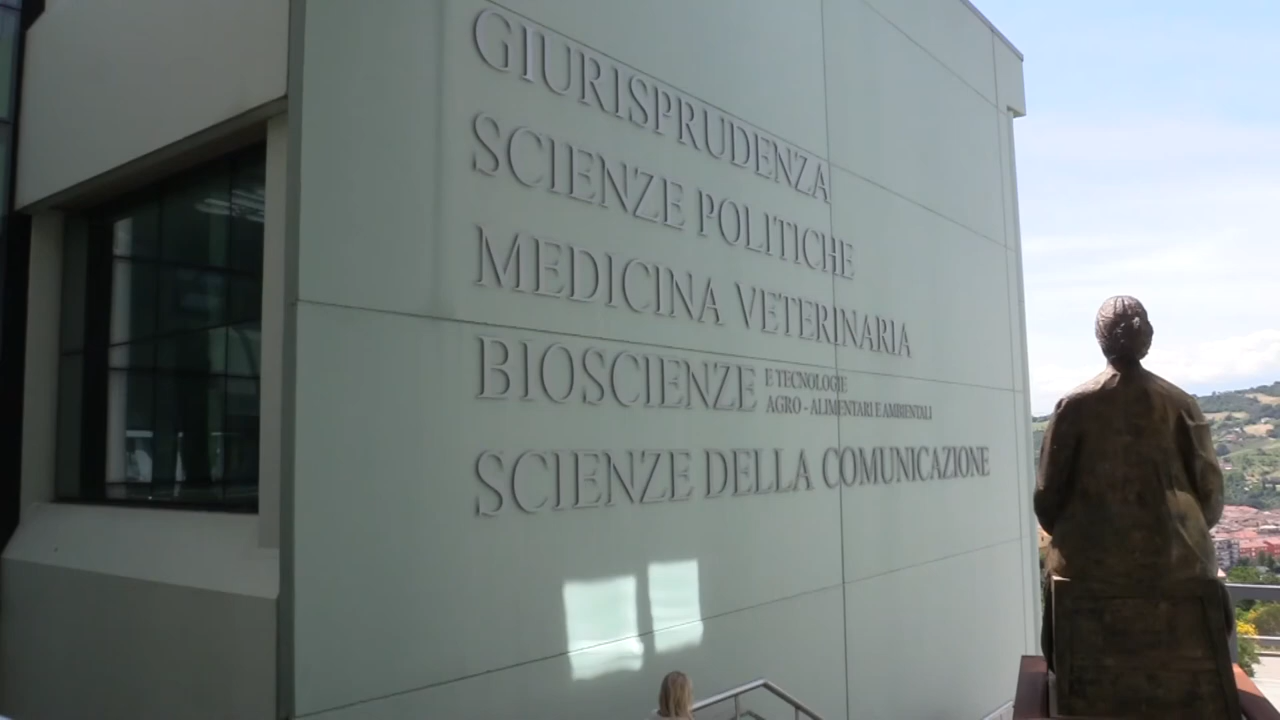 GIURISPRUDENZA
SCIENZE POLITICHE
MEDICINA VETERINARIA
BIOSCIENZE E TECNOLOGIE
AGRO - ALIMENTARI E AMBIENTALI
SCIENZE DELLA COMUNICAZIONE